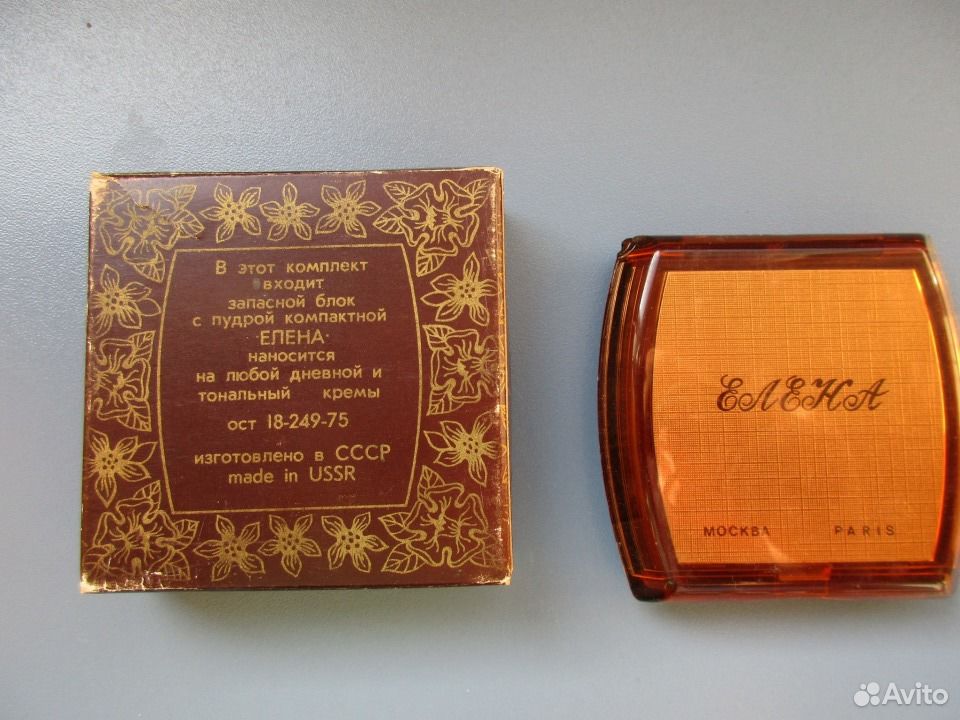 В этот комплект
входит
запасной блок
с пудрой компактной
·ЕЛЕНА·
наносится
на любой дневной и
тональный кремы
ост 18-249-75
изготовлено в СССР
made in USSR
ЕЛЕНА
МОСКВА PARIS
Avito